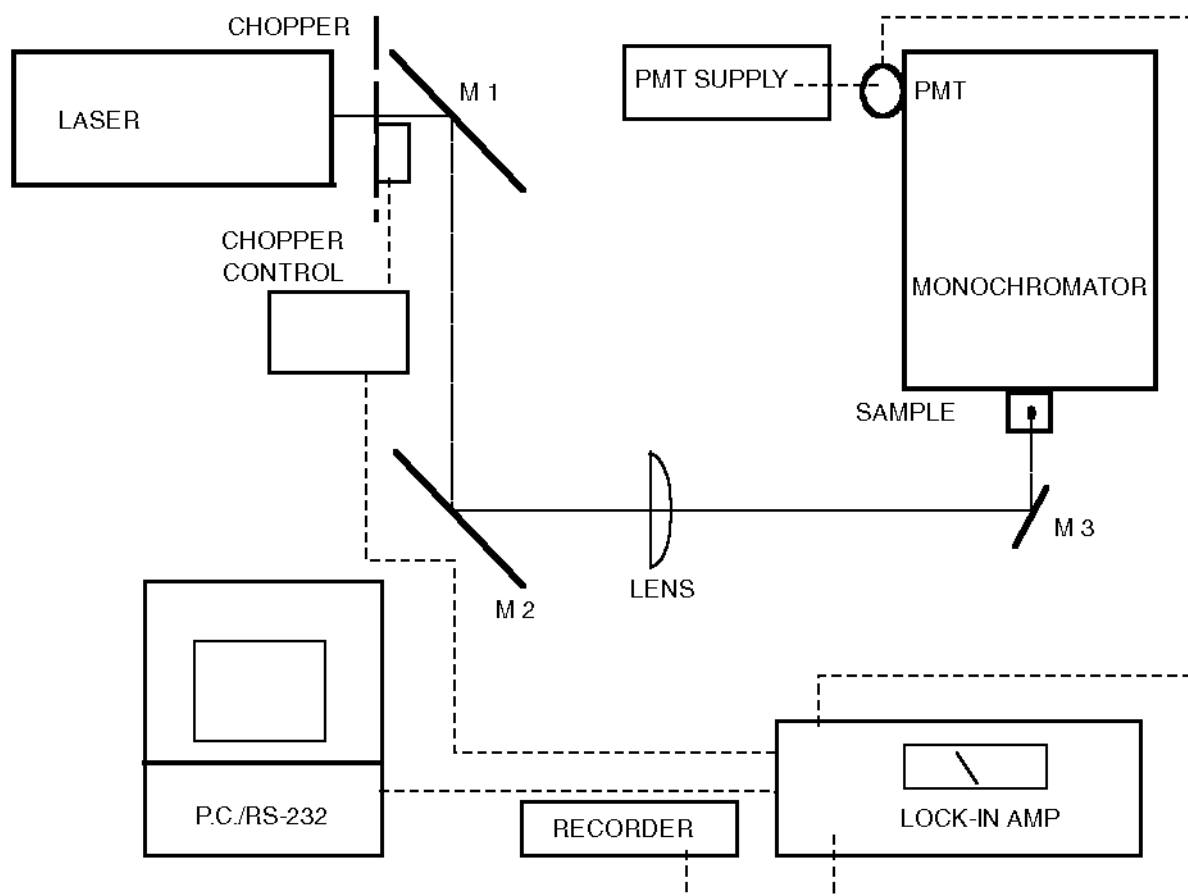 CHOPPER
M 1
LASER
PMT SUPPLY
PMT
CHOPPER
CONTROL
MONOCHROMATOR
SAMPLE
M 3
LENS
M 2
P.C./RS-232
RECORDER
LOCK-IN AMP